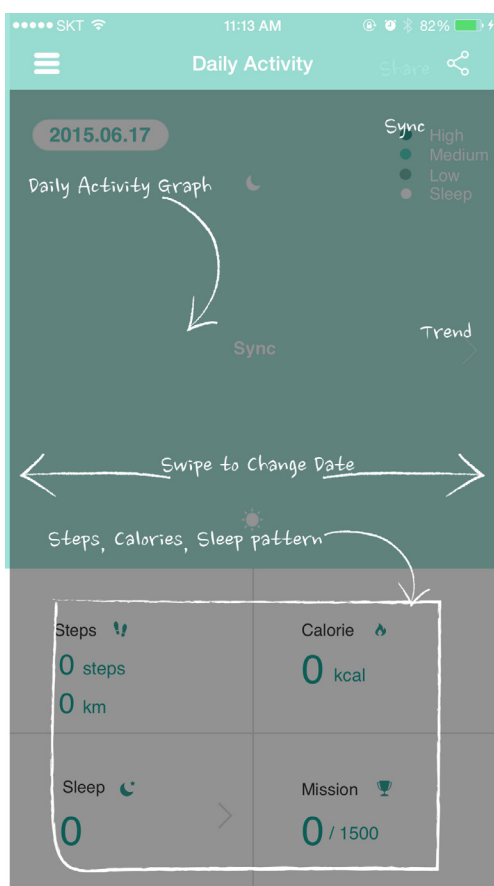 SKT 11:13 AM 82%
Daily Activity Share
2015.06.17 Sync
High
Medium
Low
Sleep
Daily Activity Graph
Sync
Trend
Swipe to Change Date
Steps, Calories, Sleep pattern
Steps
0 steps
0 km
Calorie
0 kcal
Sleep
0
Mission
0 / 1500